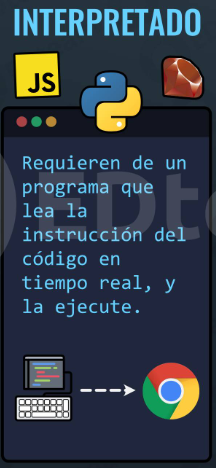 INTERPRETADO
JS
Requieren de un
programa que
lea la
instrucción del
código en
tiempo real, y
la ejecute.